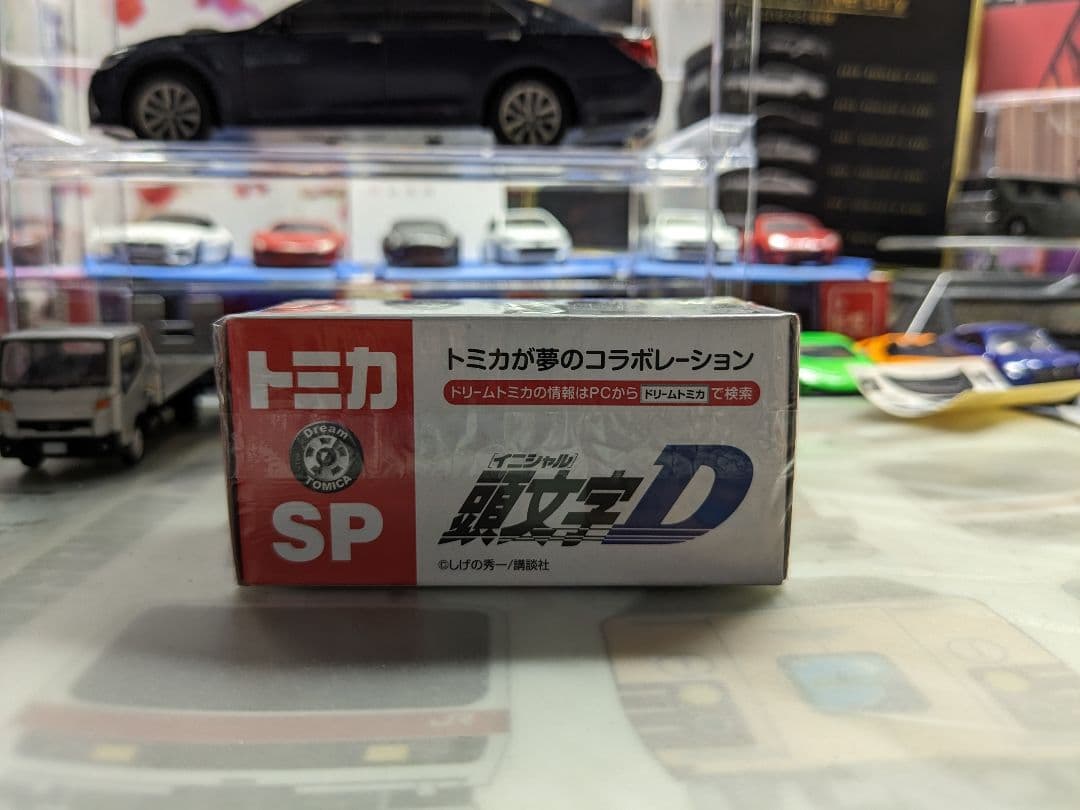 トミカ
Dream
TOMICA
SP
トミカが夢のコラボレーション
ドリームトミカの情報はPCから ドリームトミカ で検索
[イニシャル]
頭文字D
©しげの秀一/講談社